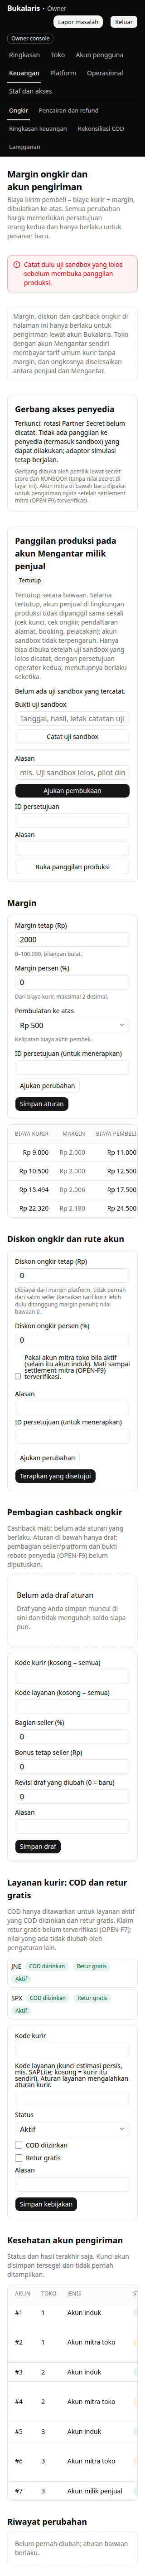 Bakulanis • Owner
Lapor masalah
Keluar
Owner console
Ringkasan
Toko
Akun pengguna
Keuangan
Platform
Operasional
Staf dan akses
Ongkir
Pencairan dan refund
Ringkasan keuangan
Rekonsiliasi COD
Langganan
Margin ongkir dan
akun pengiriman
Biaya kirim pembeli = biaya kurir + margin,
dibulatkan ke atas. Semua perubahan
harga memerlukan persetujuan
orang kedua dan hanya berlaku untuk
pesanan baru.
Catat dulu uji sandbox yang lolos
sebelum membuka panggilan
produksi.
Margin, diskon dan cashback ongkir di
halaman ini hanya berlaku untuk
pengiriman lewat akun Bakulanis. Toko
dengan akun Mengantar sendiri
membayar tarif umum kurir tanpa
margin, dan ongkosnya diselesaikan
antara penjual dan Mengantar.
Gerbang akses penyedia
Terkunci: rotasi Partner Secret belum
dicatat. Tidak ada panggilan ke
penyedia (termasuk sandbox) yang
dapat dilakukan; adaptor simulasi
tetap berjalan.
Gerbang dibuka oleh pemilik lewat secret
store dan RUNBOOK (tanpa nilai secret di
layar ini). Akun mitra di bawah baru dipakai
untuk pengiriman nyata setelah settlement
mitra (OPEN-F9) terverifikasi.
Panggilan produksi pada
akun Mengantar milik
penjual
Tertutup
Tertutup secara bawaan. Selama
tertutup, akun penjual di lingkungan
produksi tidak dipanggil sama sekali
(cek kunci, cek ongkir, pendaftaran
alamat, booking, pelacakan); akun
sandbox tidak terpengaruh. Hanya
bisa dibuka setelah uji sandbox yang
lolos dicatat, dengan persetujuan
operator kedua; menutupnya berlaku
seketika.
Belum ada uji sandbox yang tercatat.
Bukti uji sandbox
Tanggal, hasil, letak catatan uji
Catat uji sandbox
Alasan
mis. Uji sandbox lolos, pilot din
Ajukan pembukaan
ID persetujuan
Alasan
Buka panggilan produksi
Margin
Margin tetap (Rp)
2000
0–100.000, bilangan bulat.
Margin persen (%)
0
Dari biaya kurir, maksimal 2 desimal.
Pembulatan ke atas
Rp 500
Kelipatan biaya akhir pembeli.
ID persetujuan (untuk menerapkan)
Ajukan perubahan
Simpan aturan
BIAYA KURIR MARGIN BIAYA PEMBELI
Rp 9.000 Rp 2.000 Rp 11.000
Rp 10.500 Rp 2.000 Rp 12.500
Rp 15.494 Rp 2.006 Rp 17.500
Rp 22.320 Rp 2.180 Rp 24.500
Diskon ongkir dan rute akun
Diskon ongkir tetap (Rp)
0
Dibiayai dari margin platform, tidak pernah
dari saldo seller (kenaikan tarif kurir lebih
dulu ditanggung margin penuh); nilai
bawaan 0.
Diskon ongkir persen (%)
0
Pakai akun mitra toko bila aktif
(selain itu akun induk). Mati sampai
settlement mitra (OPEN-F9)
terverifikasi.
Alasan
ID persetujuan (untuk menerapkan)
Ajukan perubahan
Terapkan yang disetujui
Pembagian cashback ongkir
Cashback mati: belum ada aturan yang
berlaku. Aturan di bawah hanya draf;
pembagian seller/platform dan bukti
rebate penyedia (OPEN-F9) belum
diputuskan.
Belum ada draf aturan
Draf yang Anda simpan muncul di
sini dan tidak mengubah saldo siapa
pun.
Kode kurir (kosong = semua)
Kode layanan (kosong = semua)
Bagian seller (%)
0
Bonus tetap seller (Rp)
0
Revisi draf yang diubah (0 = baru)
0
Alasan
Simpan draf
Layanan kurir: COD dan retur
gratis
COD hanya ditawarkan untuk layanan aktif
yang COD diizinkan dan retur gratis. Klaim
retur gratis belum terverifikasi (OPEN-F7);
nilai yang tidak ada tidak dipakai oleh
pengaturan lain.
JNE COD diizinkan Retur gratis
Aktif
SPX COD diizinkan Retur gratis
Aktif
Kode kurir
Kode layanan (kunci estimasi persis,
mis. SAPLite; kosong = kurir itu
sendiri). Aturan layanan mengalahkan
aturan kurir.
Status
Aktif
COD diizinkan
Retur gratis
Alasan
Simpan kebijakan
Kesehatan akun pengiriman
Status dan hasil terakhir saja. Kunci akun
disimpan tersegel dan tidak pernah
ditampilkan.
AKUN TOKO JENIS
#1 1 Akun induk
#2 1 Akun mitra toko
#3 2 Akun induk
#4 2 Akun mitra toko
#5 3 Akun induk
#6 3 Akun mitra toko
#7 3 Akun milik penjual
Riwayat perubahan
Belum pernah diubah; aturan bawaan
berlaku.